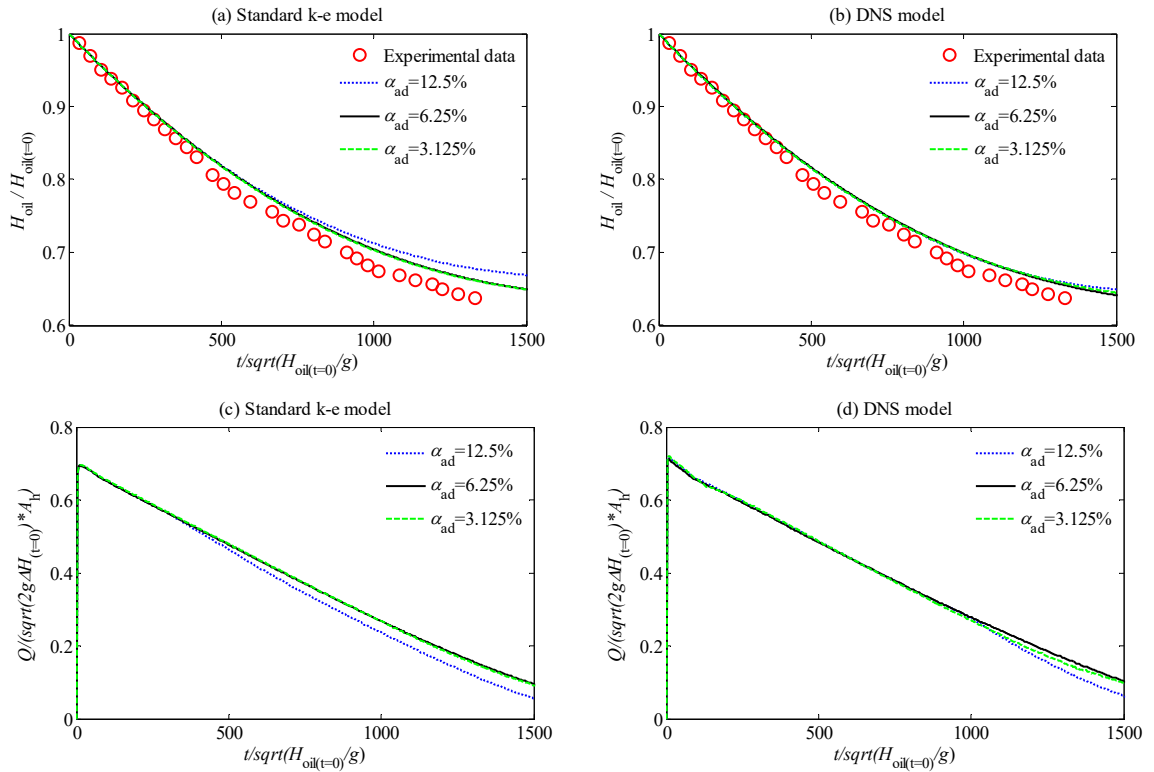 (a) Standard k-e model
1
0.9
0.8
0.7
0.6
0
500
1000
1500
H_oil / H_oil(t=0)
t/sqrt(H_oil(t=0)/g)
Experimental data
α_ad=12.5%
α_ad=6.25%
α_ad=3.125%
(b) DNS model
1
0.9
0.8
0.7
0.6
0
500
1000
1500
H_oil / H_oil(t=0)
t/sqrt(H_oil(t=0)/g)
Experimental data
α_ad=12.5%
α_ad=6.25%
α_ad=3.125%
(c) Standard k-e model
0.8
0.6
0.4
0.2
0
0
500
1000
1500
Q/(sqrt(2gΔH_(t=0))*A_h)
t/sqrt(H_oil(t=0)/g)
α_ad=12.5%
α_ad=6.25%
α_ad=3.125%
(d) DNS model
0.8
0.6
0.4
0.2
0
0
500
1000
1500
Q/(sqrt(2gΔH_(t=0))*A_h)
t/sqrt(H_oil(t=0)/g)
α_ad=12.5%
α_ad=6.25%
α_ad=3.125%